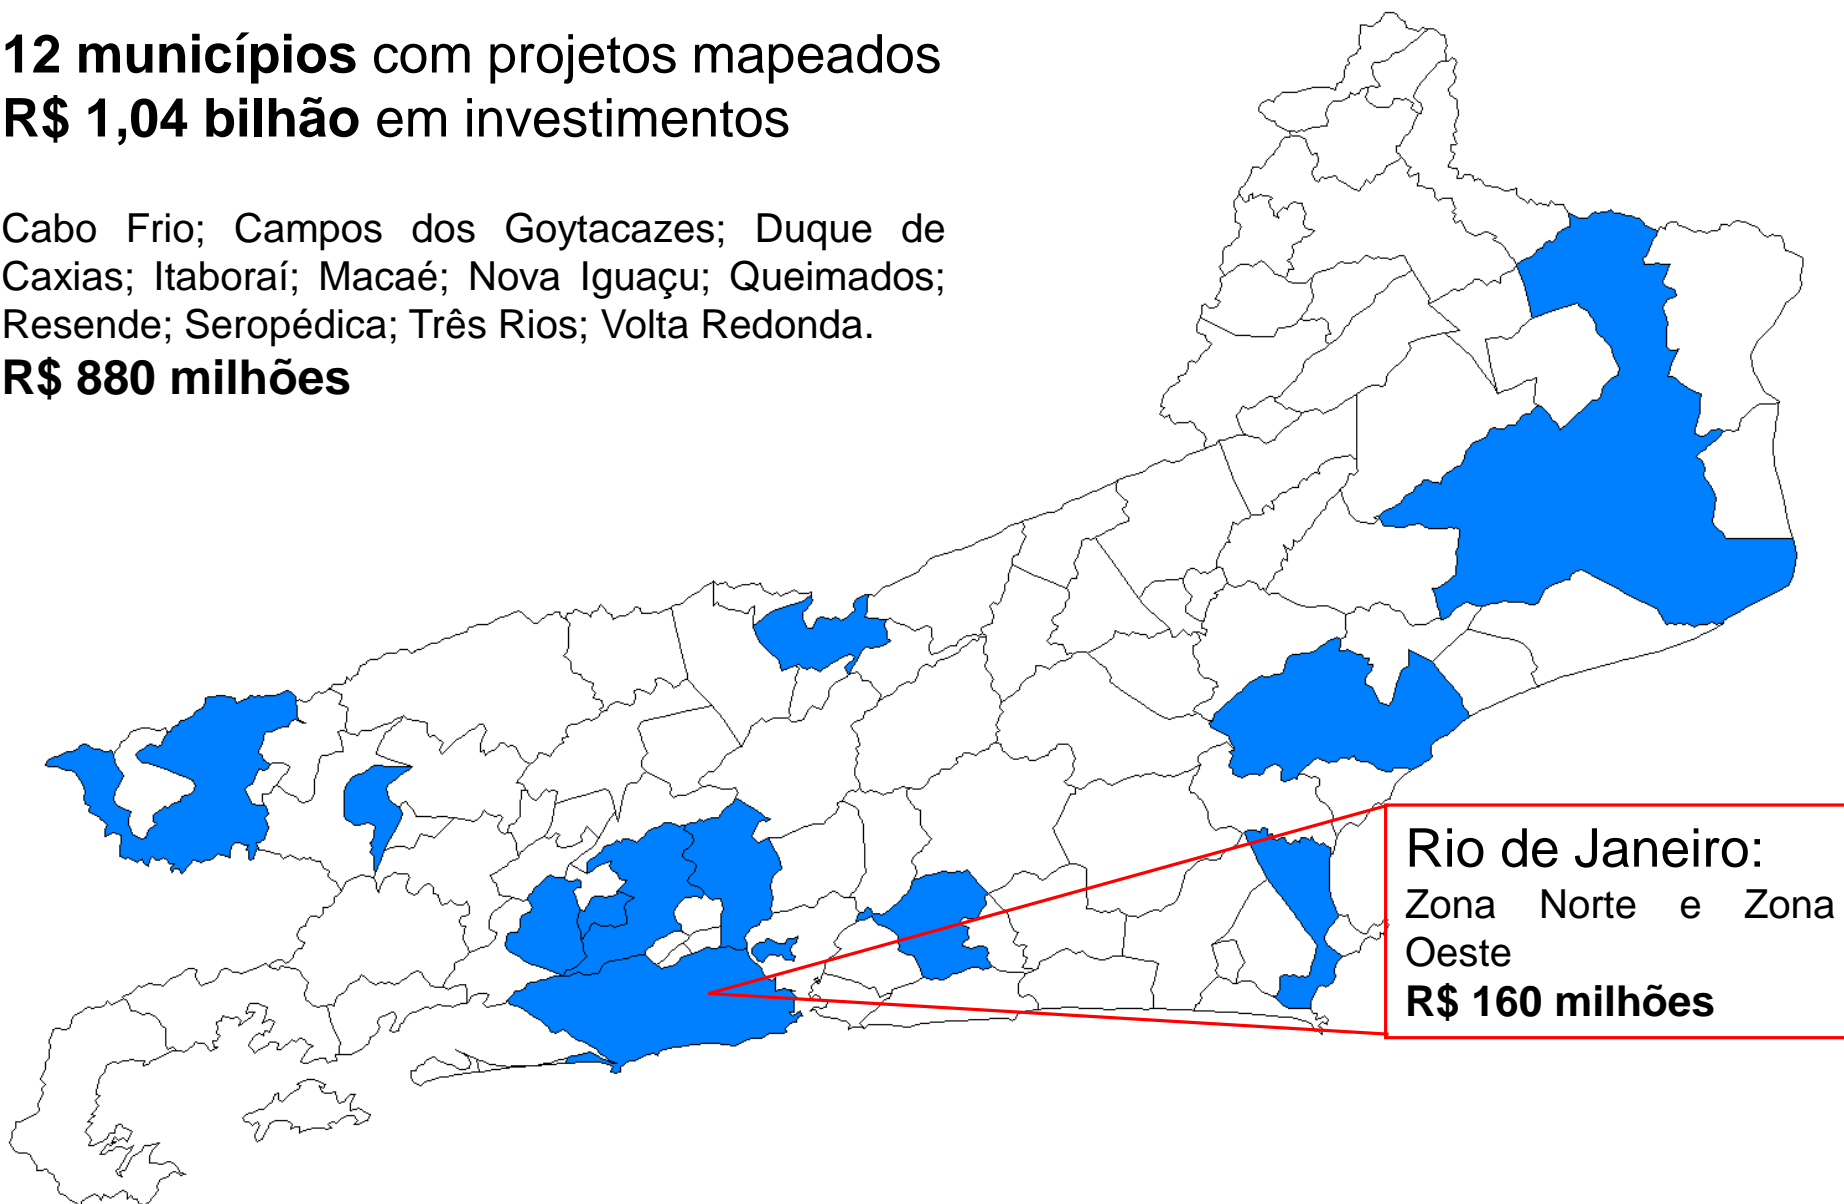 12 municípios com projetos mapeados
R$ 1,04 bilhão em investimentos
Cabo Frio; Campos dos Goytacazes; Duque de
Caxias; Itaboraí; Macaé; Nova Iguaçu; Queimados;
Resende; Seropédica; Três Rios; Volta Redonda.
R$ 880 milhões
Rio de Janeiro:
Zona Norte e Zona
Oeste
R$ 160 milhões